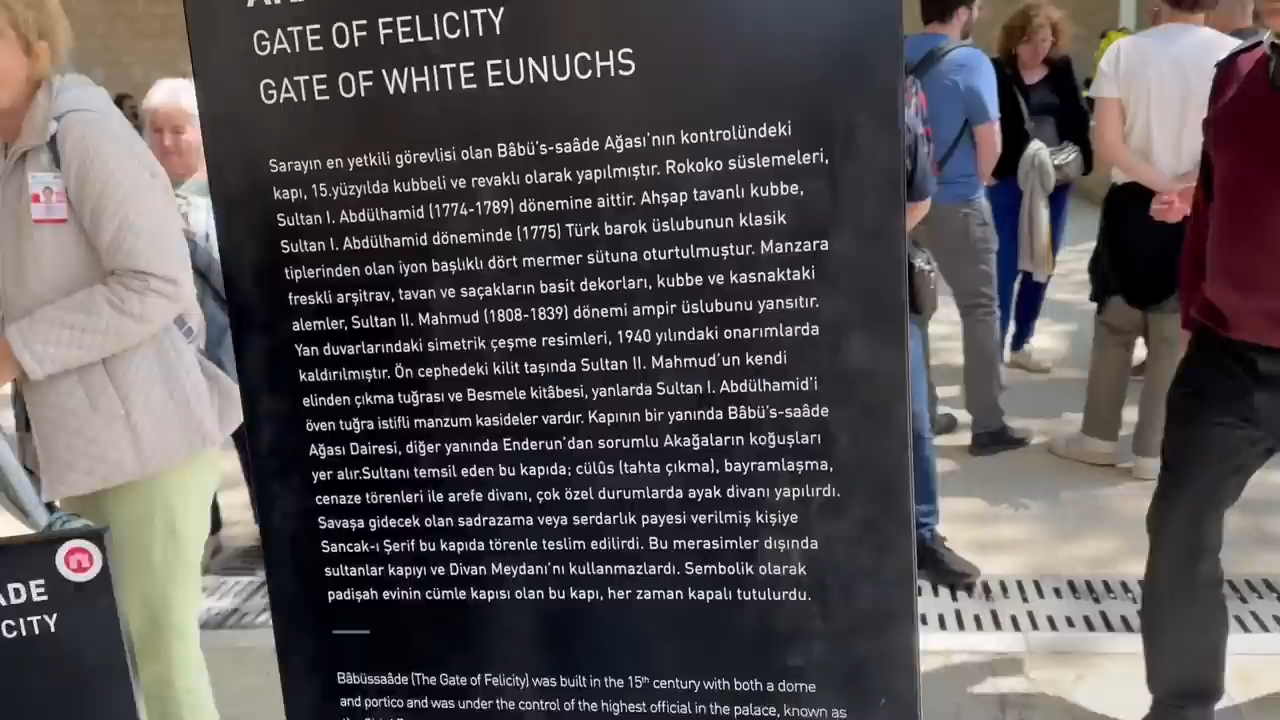 GATE OF FELICITY
GATE OF WHITE EUNUCHS
Sarayın en yetkili görevlisi olan Bâbü's-saâde Ağası'nın kontrolündeki
kapı, 15.yüzyılda kubbeli ve revaklı olarak yapılmıştır. Rokoko süslemeleri,
Sultan I. Abdülhamid (1774-1789) dönemine aittir. Ahşap tavanlı kubbe,
Sultan I. Abdülhamid döneminde (1775) Türk barok üslubunun klasik
tiplerinden olan iyon başlıklı dört mermer sütuna oturtulmuştur. Manzara
freskli arşitrav, tavan ve saçakların basit dekorları, kubbe ve kasnaktaki
alemler, Sultan II. Mahmud (1808-1839) dönemi ampir üslubunu yansıtır.
Yan duvarlarındaki simetrik çeşme resimleri, 1940 yılındaki onarımlarda
kaldırılmıştır. Ön cephedeki kilit taşında Sultan II. Mahmud'un kendi
elinden çıkma tuğrası ve Besmele kitâbesi, yanlarda Sultan I. Abdülhamid'i
öven tuğra istifli manzum kasideler vardır. Kapının bir yanında Bâbü's-saâde
Ağası Dairesi, diğer yanında Enderun'dan sorumlu Akağaların koğuşları
yer alır.Sultanı temsil eden bu kapıda; cülûs (tahta çıkma), bayramlaşma,
cenaze törenleri ile arefe divanı, çok özel durumlarda ayak divanı yapılırdı.
Savaşa gidecek olan sadrazama veya serdarlık payesi verilmiş kişiye
Sancak-ı Şerif bu kapıda törenle teslim edilirdi. Bu merasimler dışında
sultanlar kapıyı ve Divan Meydanı'nı kullanmazlardı. Sembolik olarak
padişah evinin cümle kapısı olan bu kapı, her zaman kapalı tutulurdu.
Bâbüssaâde (The Gate of Felicity) was built in the 15th century with both a dome
and portico and was under the control of the highest official in the palace, known as
ADE
CITY